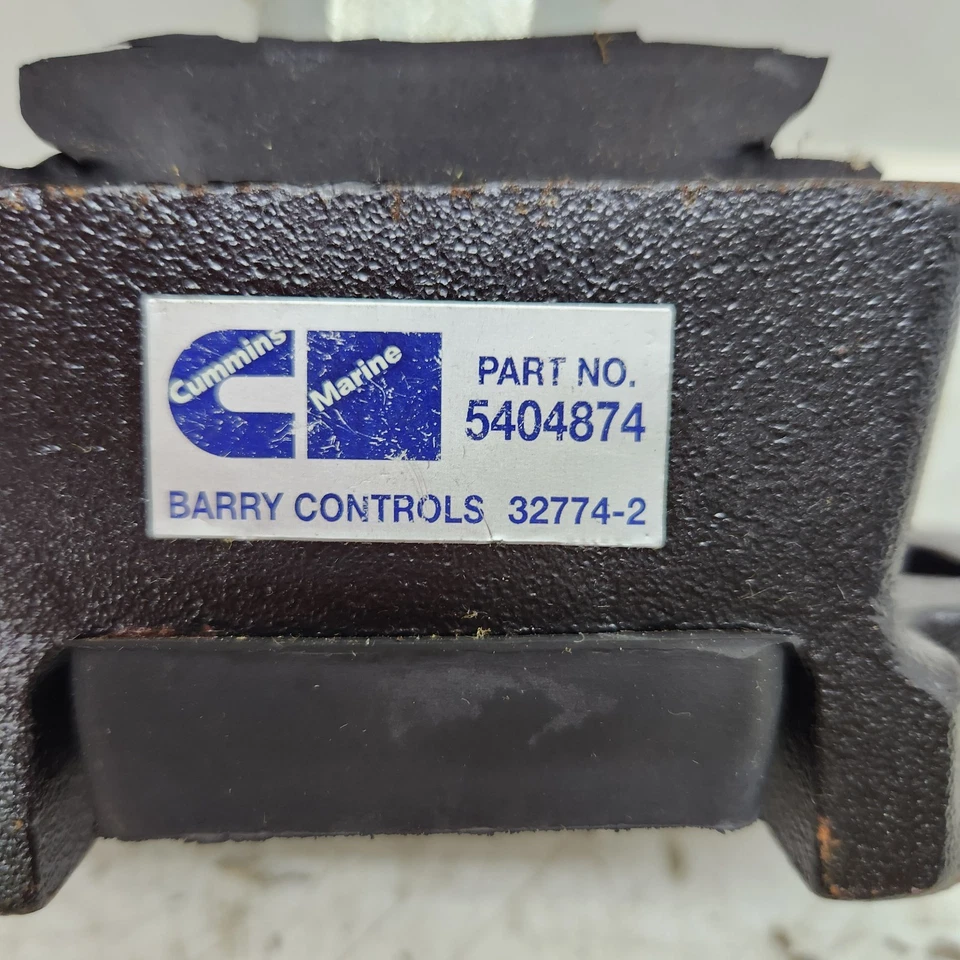 Cummins
Marine
PART NO.
5404874
BARRY CONTROLS 32774-2